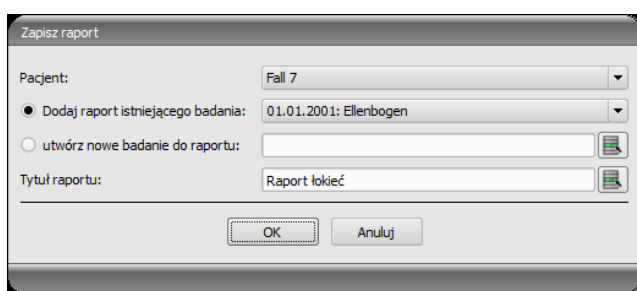 Zapisz raport
Pacjent: Fall 7
Dodaj raport istniejącego badania: 01.01.2001: Ellenbogen
utwórz nowe badanie do raportu:
Tytuł raportu: Raport łokieć
OK Anuluj